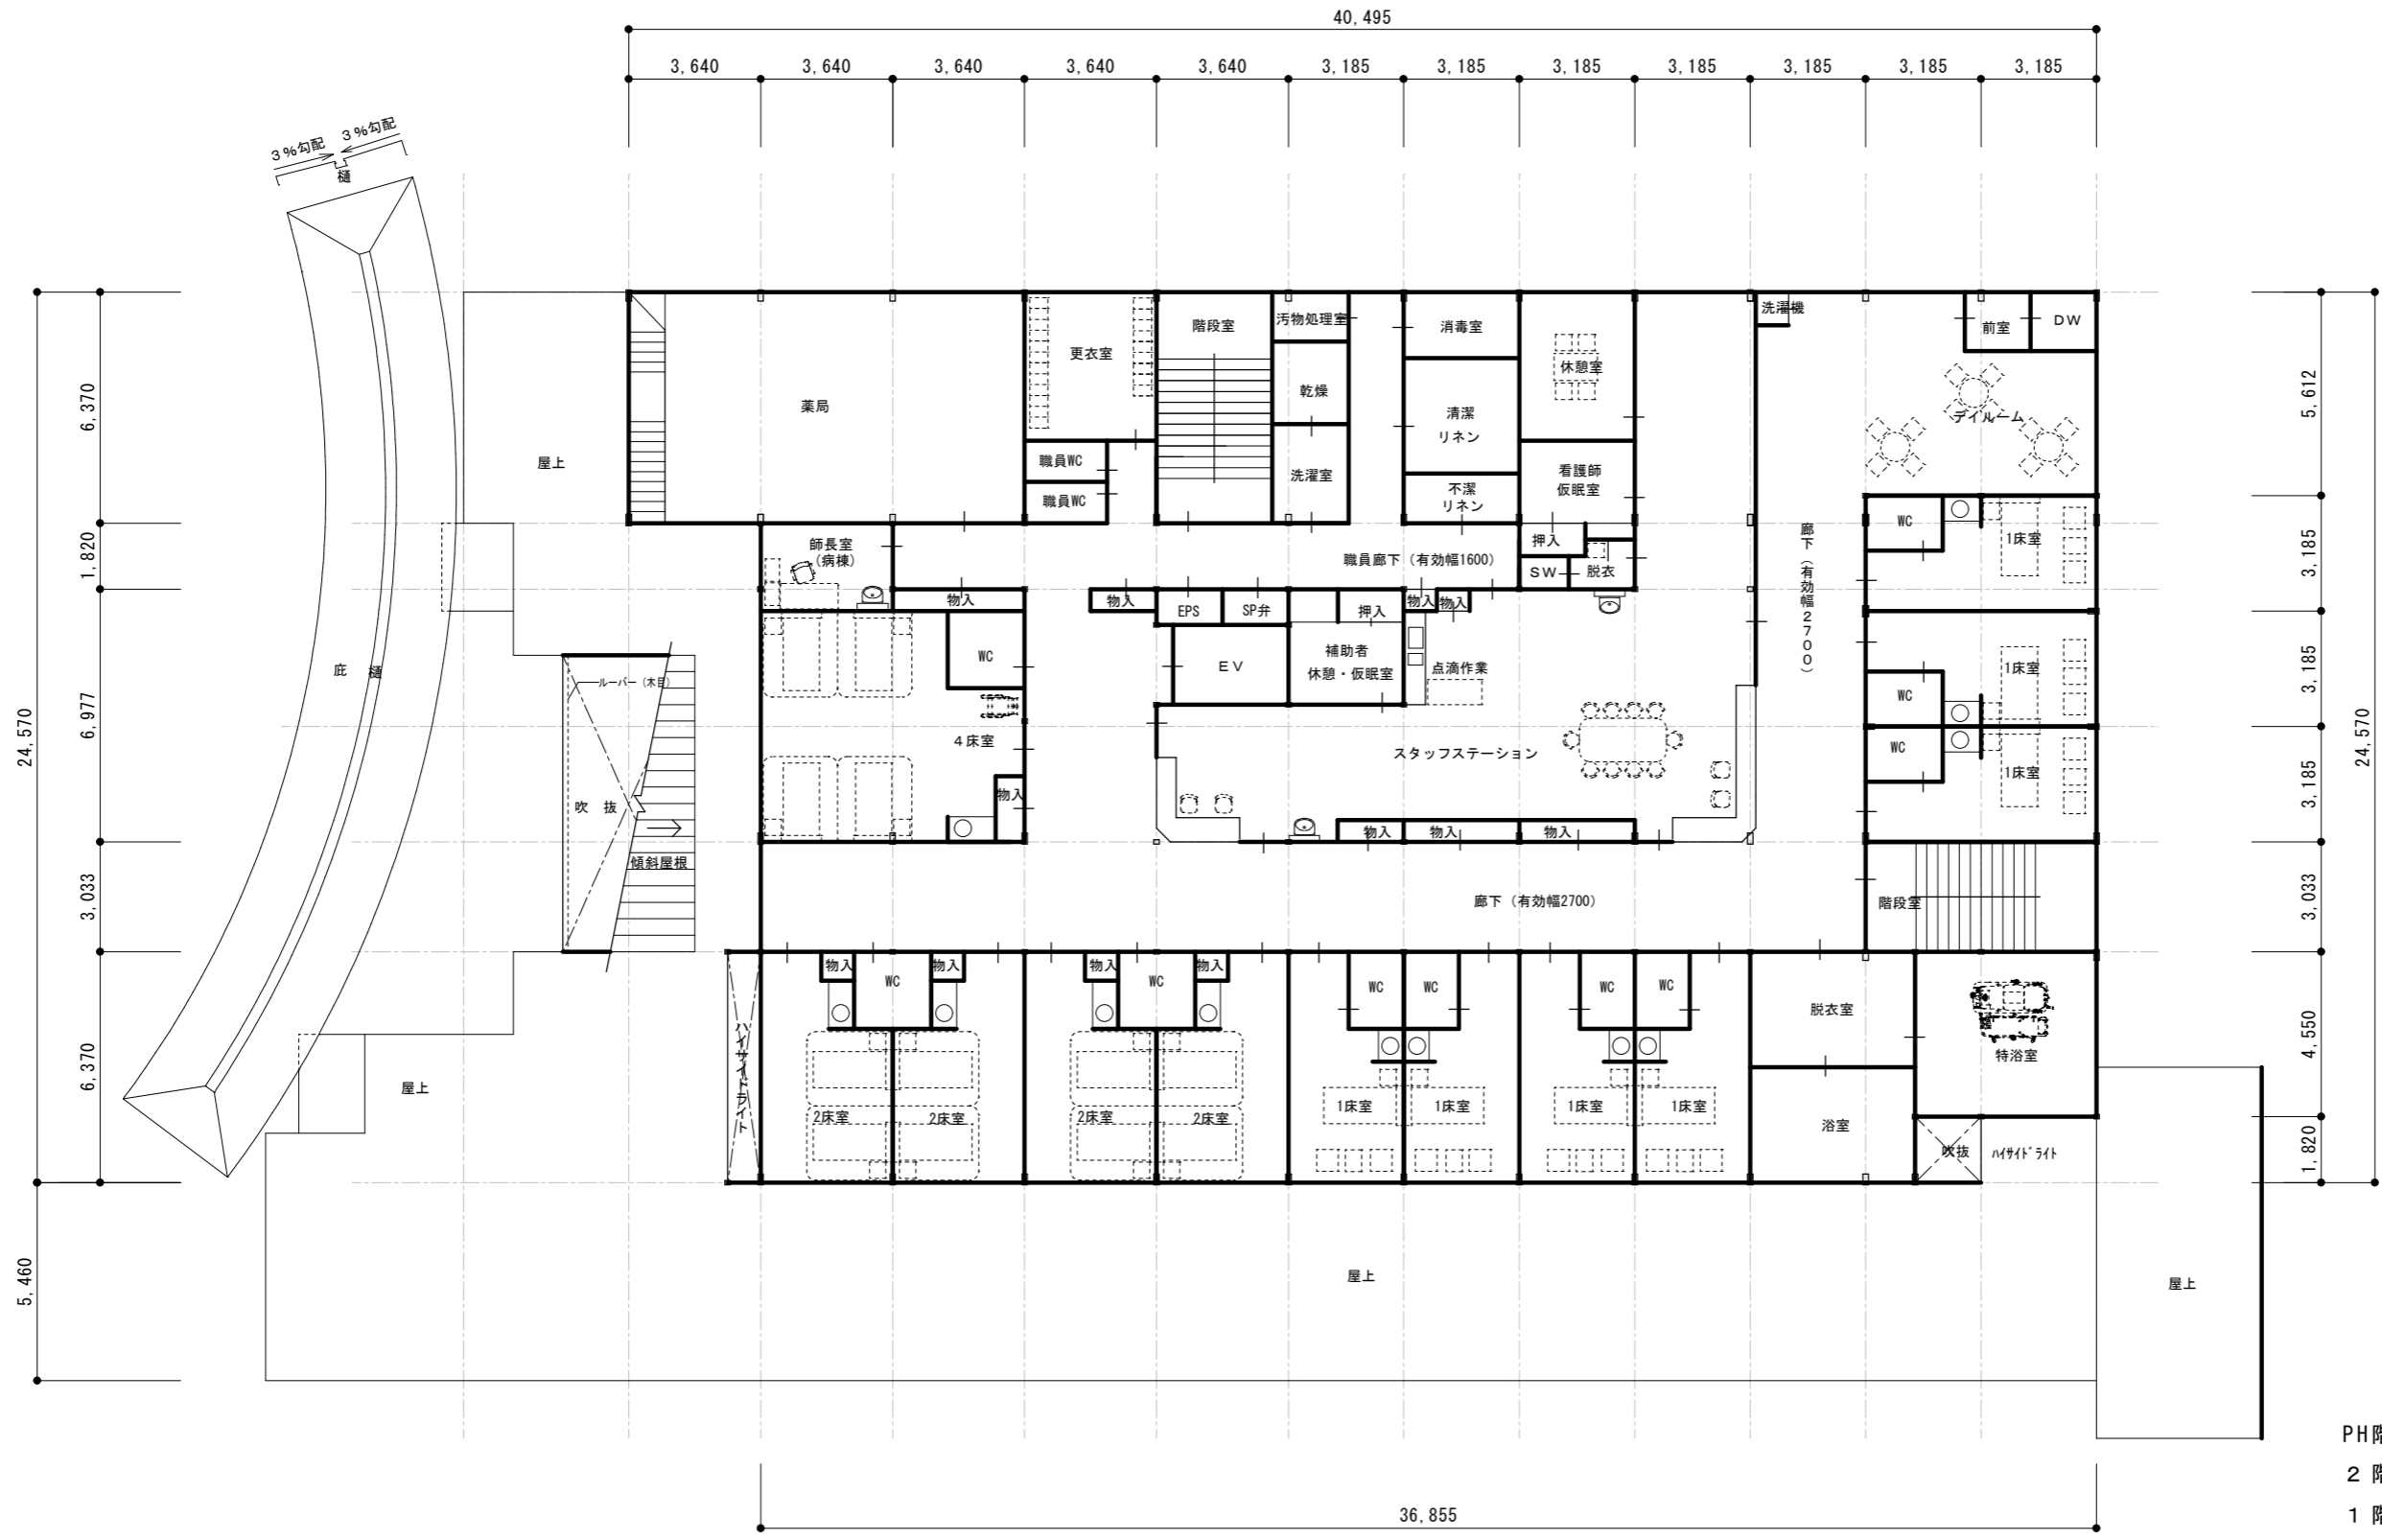 40,495
3,640
3,640
3,640
3,640
3,640
3,185
3,185
3,185
3,185
3,185
3,185
3,185
3%勾配
3%勾配
樋
24,570
6,370
1,820
6,977
3,033
6,370
5,460
24,570
5,612
3,185
3,185
3,185
3,033
4,550
1,820
屋上
薬局
更衣室
職員WC
職員WC
階段室
汚物処理室
乾燥
洗濯室
消毒室
清潔
リネン
不潔
リネン
休憩室
看護師
仮眠室
押入
SW
脱衣
洗濯機
前室
DW
デイルーム
師長室
(病棟)
職員廊下(有効幅1600)
廊下(有効幅2700)
物入
物入
EPS
SP弁
押入
物入
物入
WC
1床室
WC
EV
補助者
休憩・仮眠室
点滴作業
1床室
WC
4床室
スタッフステーション
WC
1床室
物入
物入
物入
物入
庇
樋
ルーバー(木目)
吹 抜
傾斜屋根
廊下(有効幅2700)
階段室
ハイサイドライト
物入
WC
物入
2床室
2床室
物入
WC
物入
2床室
2床室
WC
WC
1床室
1床室
WC
WC
1床室
1床室
脱衣室
浴室
特浴室
吹抜
ハイサイドライト
屋上
屋上
屋上
36,855
PH階
2 階
1 階